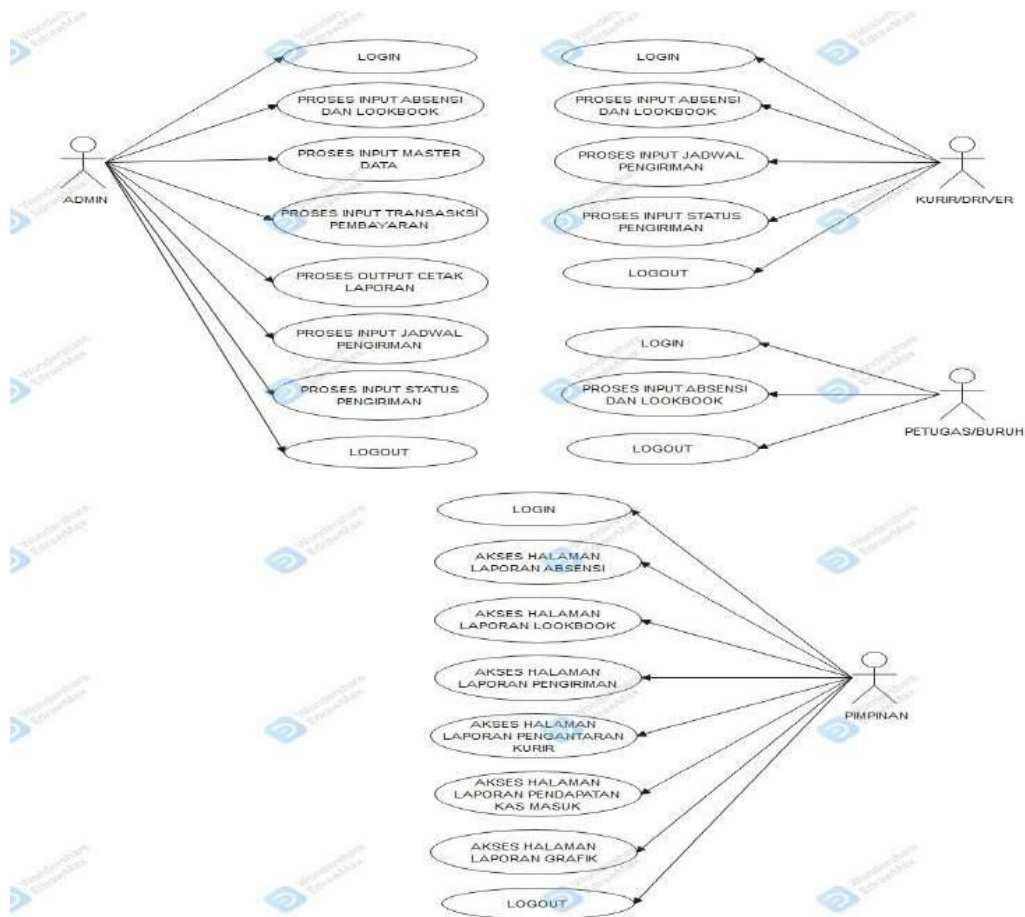 LOGIN
PROSES INPUT ABSENSI
DAN LOOKBOOK
PROSES INPUT MASTER
DATA
PROSES INPUT TRANSASKSI
PEMBAYARAN
PROSES OUTPUT CETAK
LAPORAN
PROSES INPUT JADWAL
PENGIRIMAN
PROSES INPUT STATUS
PENGIRIMAN
LOGOUT
ADMIN
LOGIN
PROSES INPUT ABSENSI
DAN LOOKBOOK
PROSES INPUT JADWAL
PENGIRIMAN
PROSES INPUT STATUS
PENGIRIMAN
LOGOUT
KURIR/DRIVER
LOGIN
PROSES INPUT ABSENSI
DAN LOOKBOOK
LOGOUT
PETUGAS/BURUH
LOGIN
AKSES HALAMAN
LAPORAN ABSENSI
AKSES HALAMAN
LAPORAN LOOKBOOK
AKSES HALAMAN
LAPORAN PENGIRIMAN
AKSES HALAMAN
LAPORAN PENGANTARAN
KURIR
AKSES HALAMAN
LAPORAN PENDAPATAN
KAS MASUK
AKSES HALAMAN
LAPORAN GRAFIK
LOGOUT
PIMPINAN
Wondershare
EdrawMax